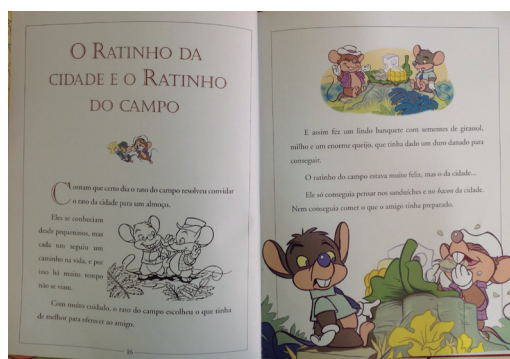 O RATINHO DA
CIDADE E O RATINHO
DO CAMPO
Contam que certo dia o rato do campo resolveu convidar
o rato da cidade para um almoço.
Eles se conheciam
desde pequeninos, mas
cada um seguiu um
caminho na vida, e por
isso há muito tempo
não se viam.
Com muito cuidado, o rato do campo escolheu o que tinha
de melhor para oferecer ao amigo.
16
E assim fez um lindo banquete com sementes de girassol,
milho e um enorme queijo, que tinha dado um duro danado para
conseguir.
O ratinho do campo estava muito feliz, mas o da cidade...
Ele só conseguia pensar nos sanduíches e no bacon da cidade.
Nem conseguia comer o que o amigo tinha preparado.